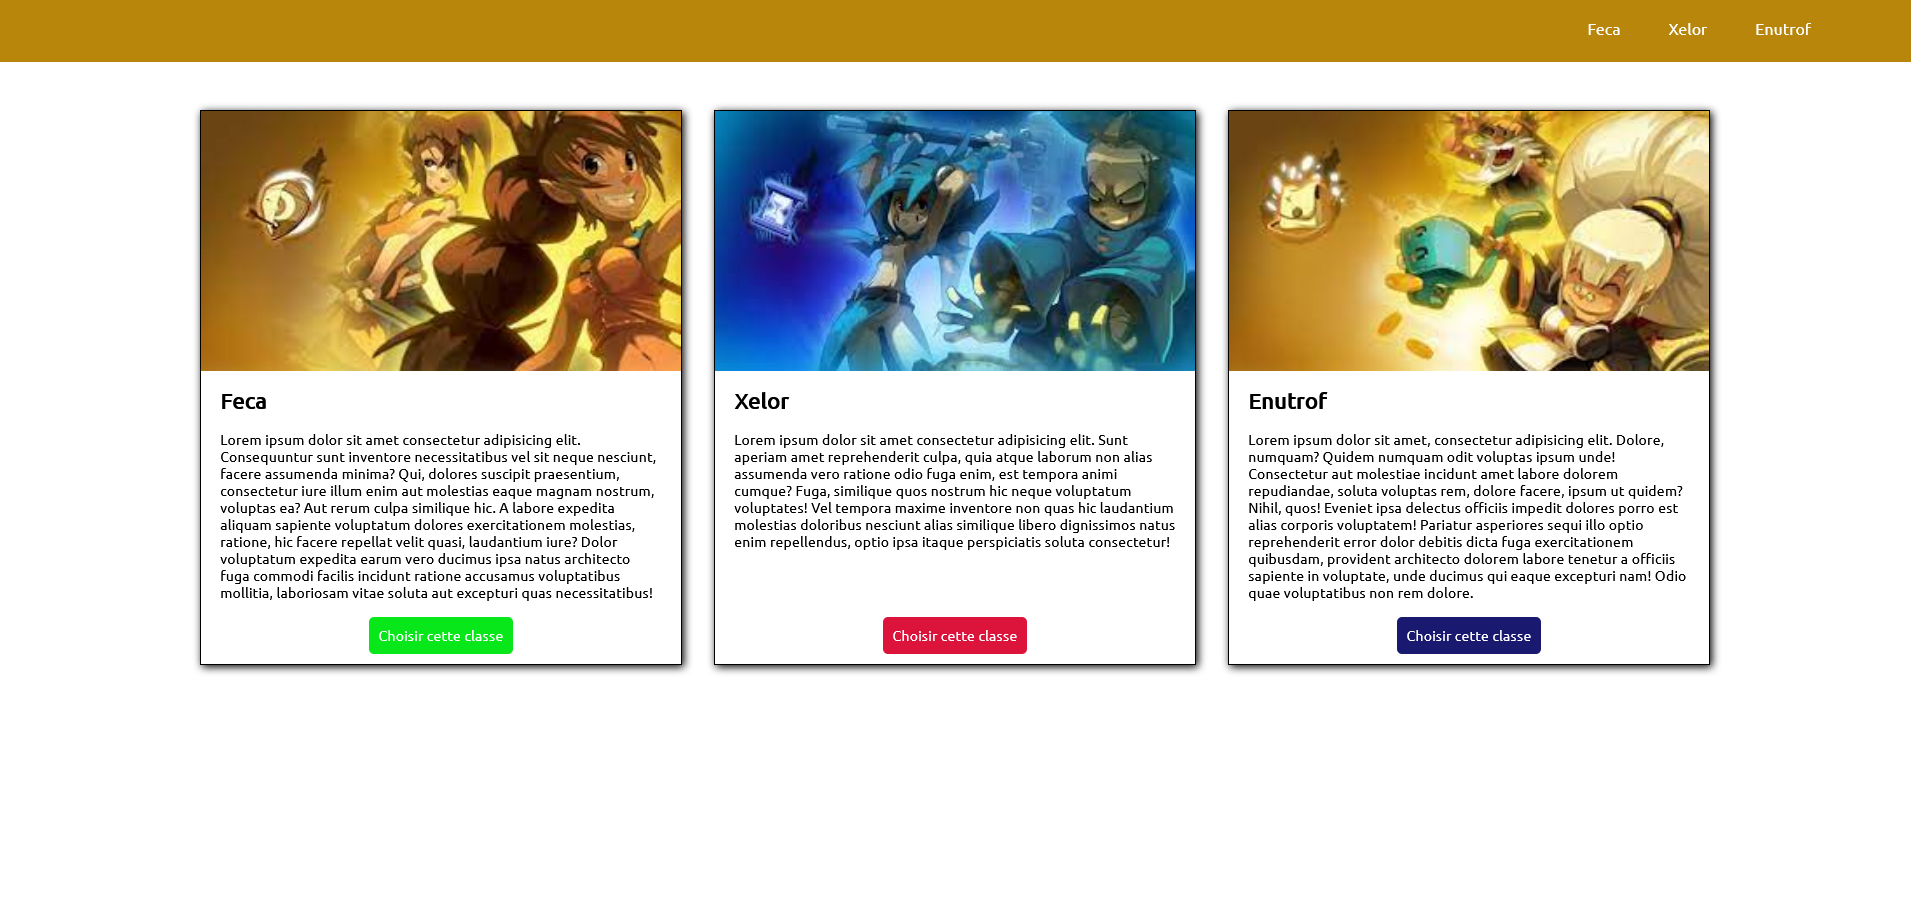 Feca Xelor Enutrof
Feca
Lorem ipsum dolor sit amet consectetur adipisicing elit.
Consequuntur sunt inventore necessitatibus vel sit neque nesciunt,
facere assumenda minima? Qui, dolores suscipit praesentium,
consectetur iure illum enim aut molestias eaque magnam nostrum,
voluptas ea? Aut rerum culpa similique hic. A labore expedita
aliquam sapiente voluptatum dolores exercitationem molestias,
ratione, hic facere repellat velit quasi, laudantium iure? Dolor
voluptatum expedita earum vero ducimus ipsa natus architecto
fuga commodi facilis incidunt ratione accusamus voluptatibus
mollitia, laboriosam vitae soluta aut excepturi quas necessitatibus!
Choisir cette classe
Xelor
Lorem ipsum dolor sit amet consectetur adipisicing elit. Sunt
aperiam amet reprehenderit culpa, quia atque laborum non alias
assumenda vero ratione odio fuga enim, est tempora animi
cumque? Fuga, similique quos nostrum hic neque voluptatum
voluptates! Vel tempora maxime inventore non quas hic laudantium
molestias doloribus nesciunt alias similique libero dignissimos natus
enim repellendus, optio ipsa itaque perspiciatis soluta consectetur!
Choisir cette classe
Enutrof
Lorem ipsum dolor sit amet, consectetur adipisicing elit. Dolore,
numquam? Quidem numquam odit voluptas ipsum unde!
Consectetur aut molestiae incidunt amet labore dolorem
repudiandae, soluta voluptas rem, dolore facere, ipsum ut quidem?
Nihil, quos! Eveniet ipsa delectus officiis impedit dolores porro est
alias corporis voluptatem! Pariatur asperiores sequi illo optio
reprehenderit error dolor debitis dicta fuga exercitationem
quibusdam, provident architecto dolorem labore tenetur a officiis
sapiente in voluptate, unde ducimus qui eaque excepturi nam! Odio
quae voluptatibus non rem dolore.
Choisir cette classe